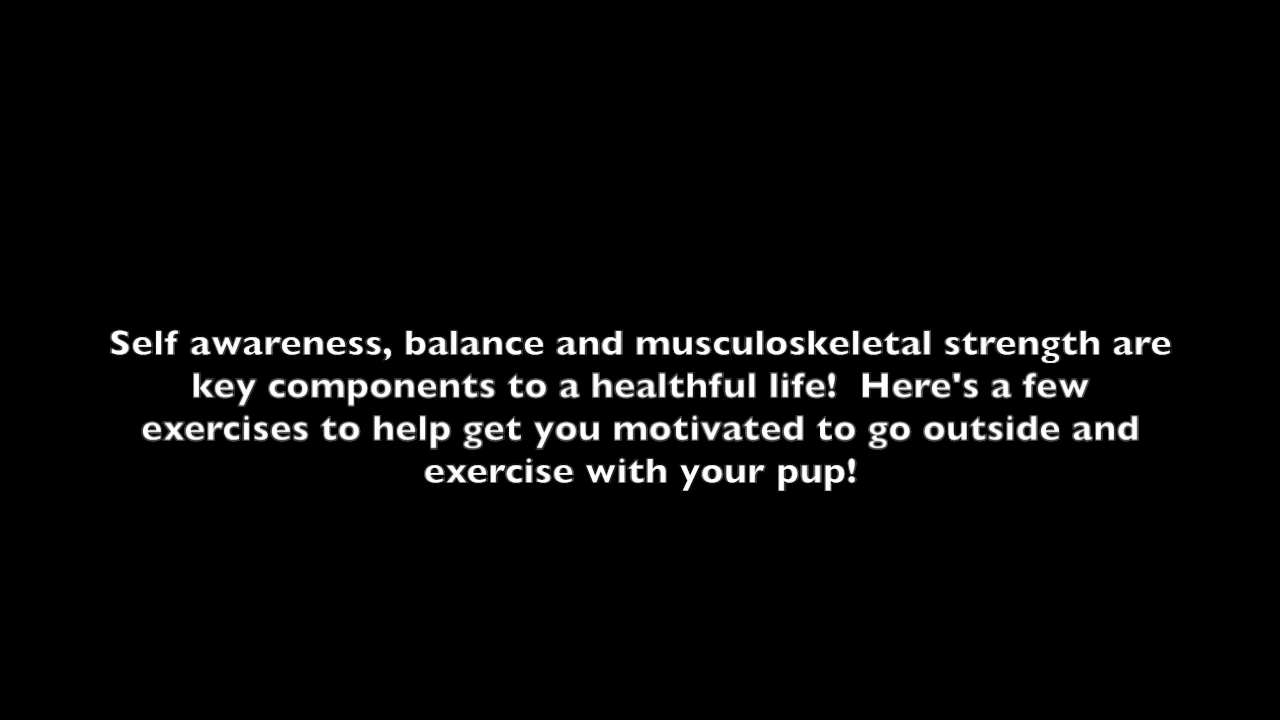 Self awareness, balance and musculoskeletal strength are
key components to a healthful life!  Here's a few
exercises to help get you motivated to go outside and
exercise with your pup!